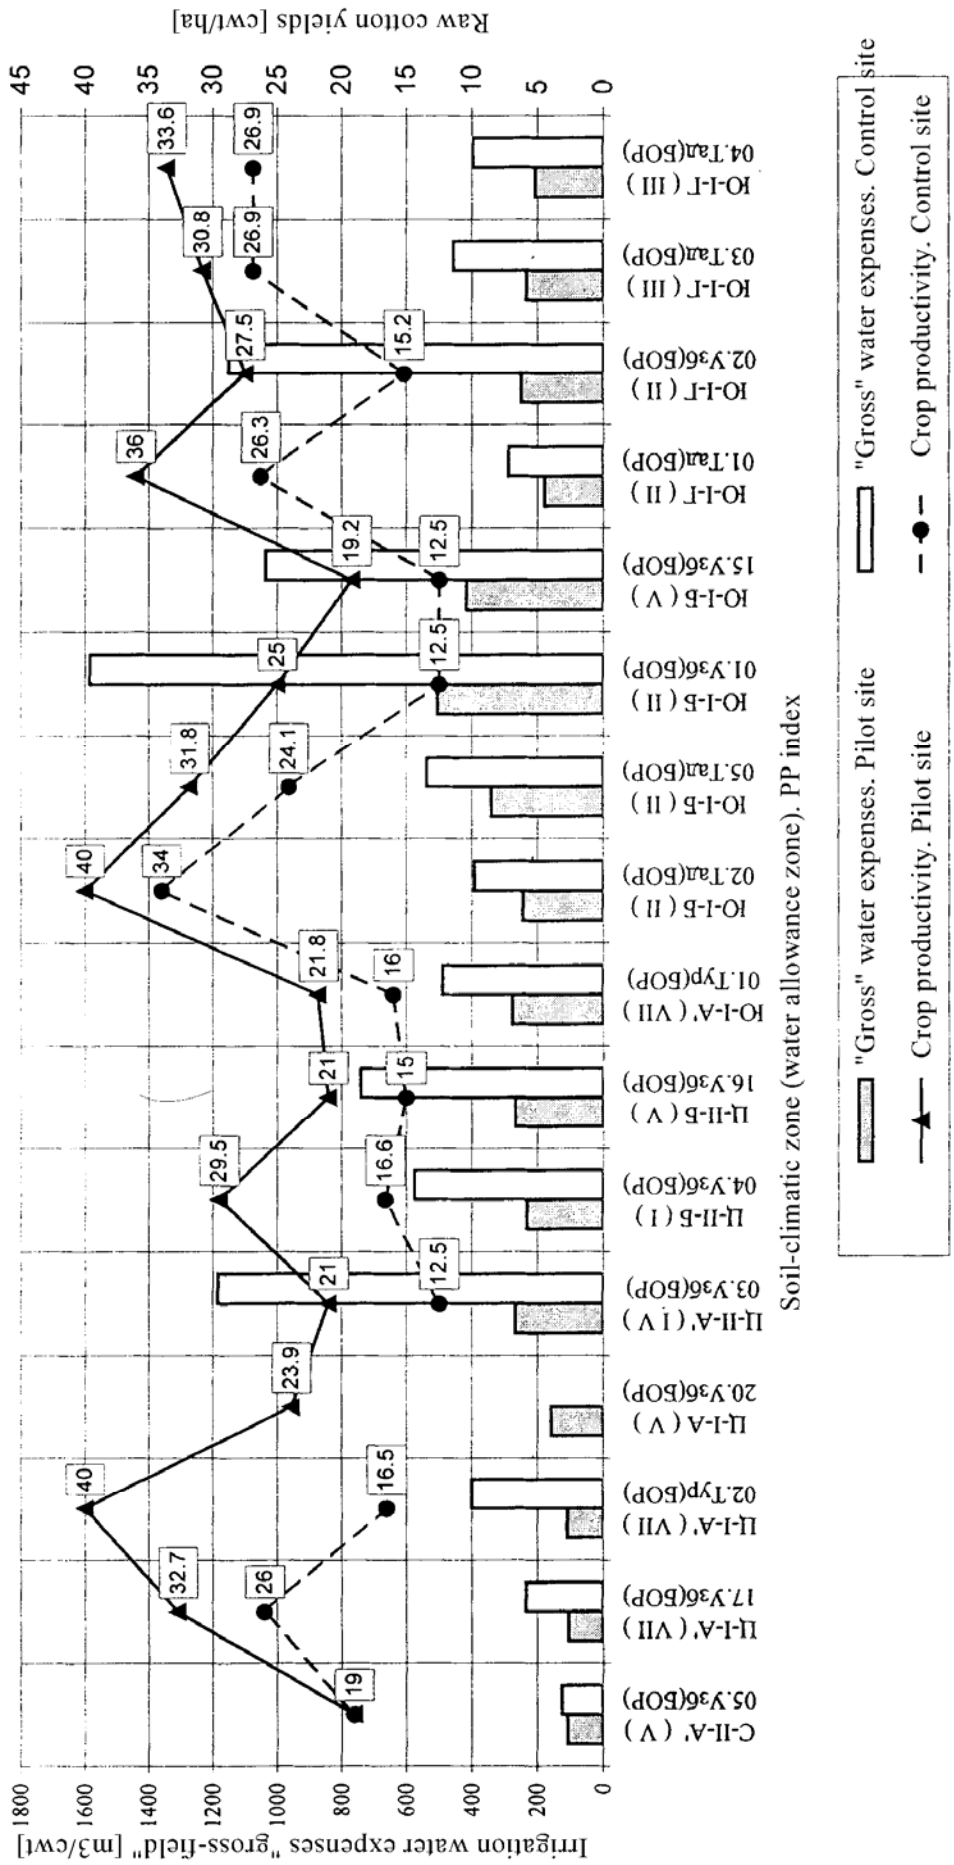 Irrigation water expenses "gross-field" [m3/cwt]
1800
1600
1400
1200
1000
800
600
400
200
0
19
32.7
40
23.9
21
29.5
21
21.8
40
31.8
25
19.2
36
27.5
30.8
33.6
26
16.5
12.5
16.6
15
16
34
24.1
12.5
12.5
26.3
15.2
26.9
26.9
45
40
35
30
25
20
15
10
5
0
Raw cotton yields [cwt/ha]
С-II-А' ( V )
05.Узб(БОР)
Ц-I-А' ( VII )
17.Узб(БОР)
Ц-I-А' ( VII )
02.Тур(БОР)
Ц-I-А ( V )
20.Узб(БОР)
Ц-II-А' ( I V )
03.Узб(БОР)
Ц-II-Б ( I )
04.Узб(БОР)
Ц-II-Б ( V )
16.Узб(БОР)
Ю-I-А' ( VII )
01.Тур(БОР)
Ю-I-Б ( II )
02.Тад(БОР)
Ю-I-Б ( II )
05.Тад(БОР)
Ю-I-Б ( II )
01.Узб(БОР)
Ю-I-Б ( V )
15.Узб(БОР)
Ю-I-Г ( II )
01.Тад(БОР)
Ю-I-Г ( II )
02.Узб(БОР)
Ю-I-Г ( III )
03.Тад(БОР)
Ю-I-Г ( III )
04.Тад(БОР)
Soil-climatic zone (water allowance zone). PP index
"Gross" water expenses. Pilot site
"Gross" water expenses. Control site
Crop productivity. Pilot site
Crop productivity. Control site